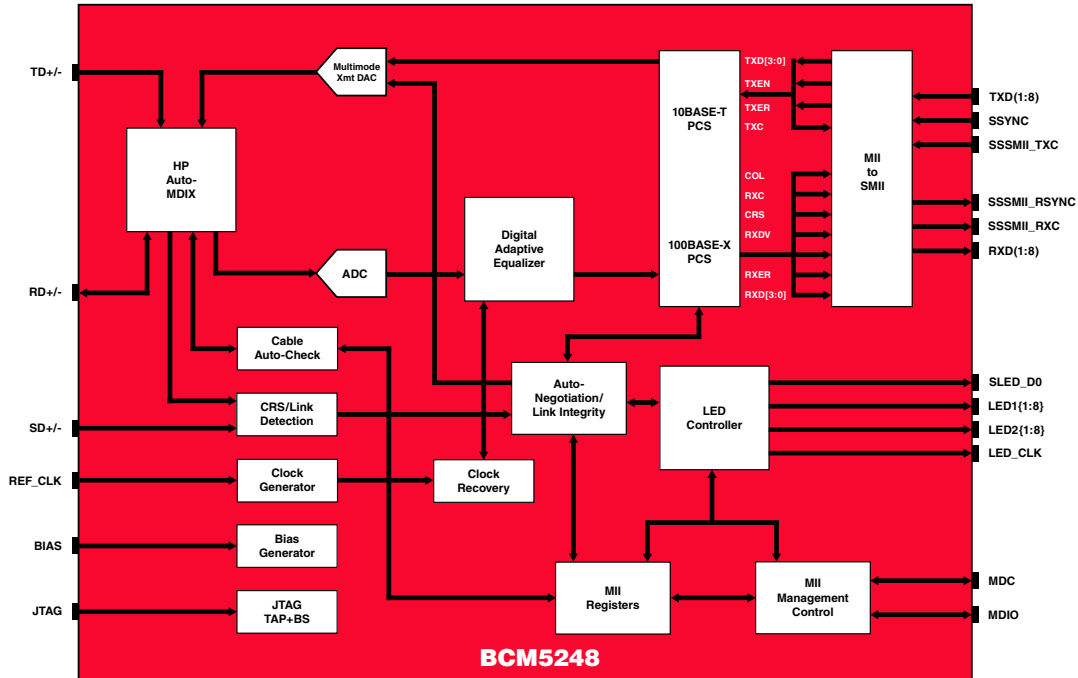 TD+/-
RD+/-
SD+/-
REF_CLK
BIAS
JTAG
HP
Auto-
MDIX
Multimode
Xmt DAC
ADC
Digital
Adaptive
Equalizer
Cable
Auto-Check
CRS/Link
Detection
Clock
Generator
Bias
Generator
JTAG
TAP+BS
Clock
Recovery
Auto-
Negotiation/
Link Integrity
10BASE-T
PCS
100BASE-X
PCS
TXD[3:0]
TXEN
TXER
TXC
COL
RXC
CRS
RXDV
RXER
RXD[3:0]
MII
to
SMII
LED
Controller
MII
Registers
MII
Management
Control
TXD(1:8)
SSYNC
SSSMII_TXC
SSSMII_RSYNC
SSSMII_RXC
RXD(1:8)
SLED_D0
LED1{1:8}
LED2{1:8}
LED_CLK
MDC
MDIO
BCM5248